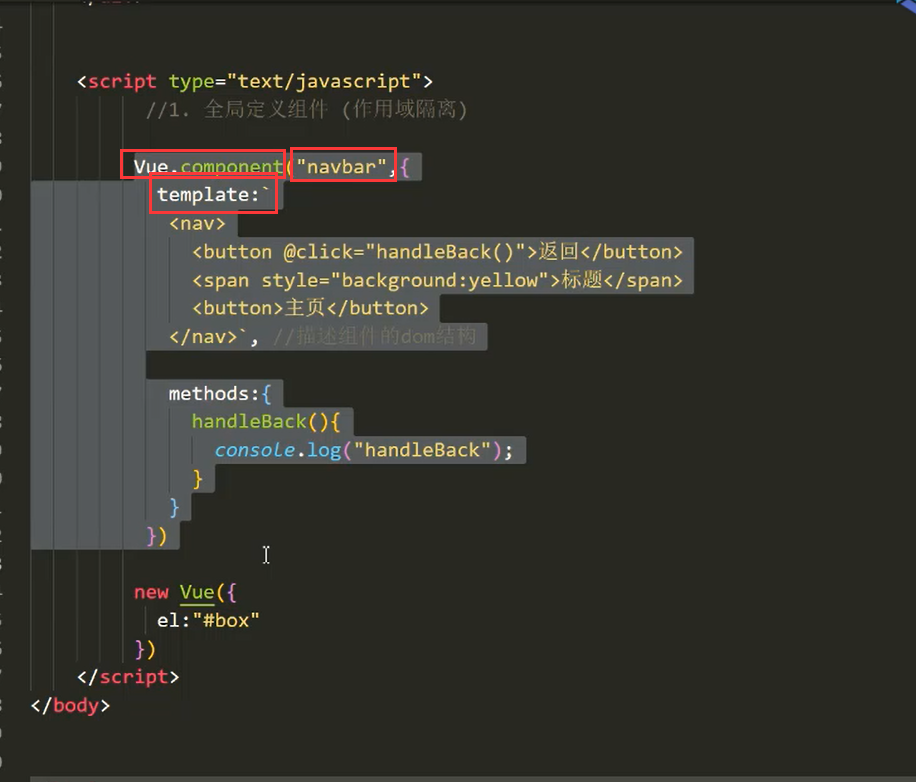 <script type="text/javascript">
//1. 全局定义组件 (作用域隔离)
Vue.component("navbar",{
template:`
<nav>
<button @click="handleBack()">返回</button>
<span style="background:yellow">标题</span>
<button>主页</button>
</nav>`, //描述组件的dom结构
methods:{
handleBack(){
console.log("handleBack");
}
}
})
new Vue({
el:"#box"
})
</script>
</body>